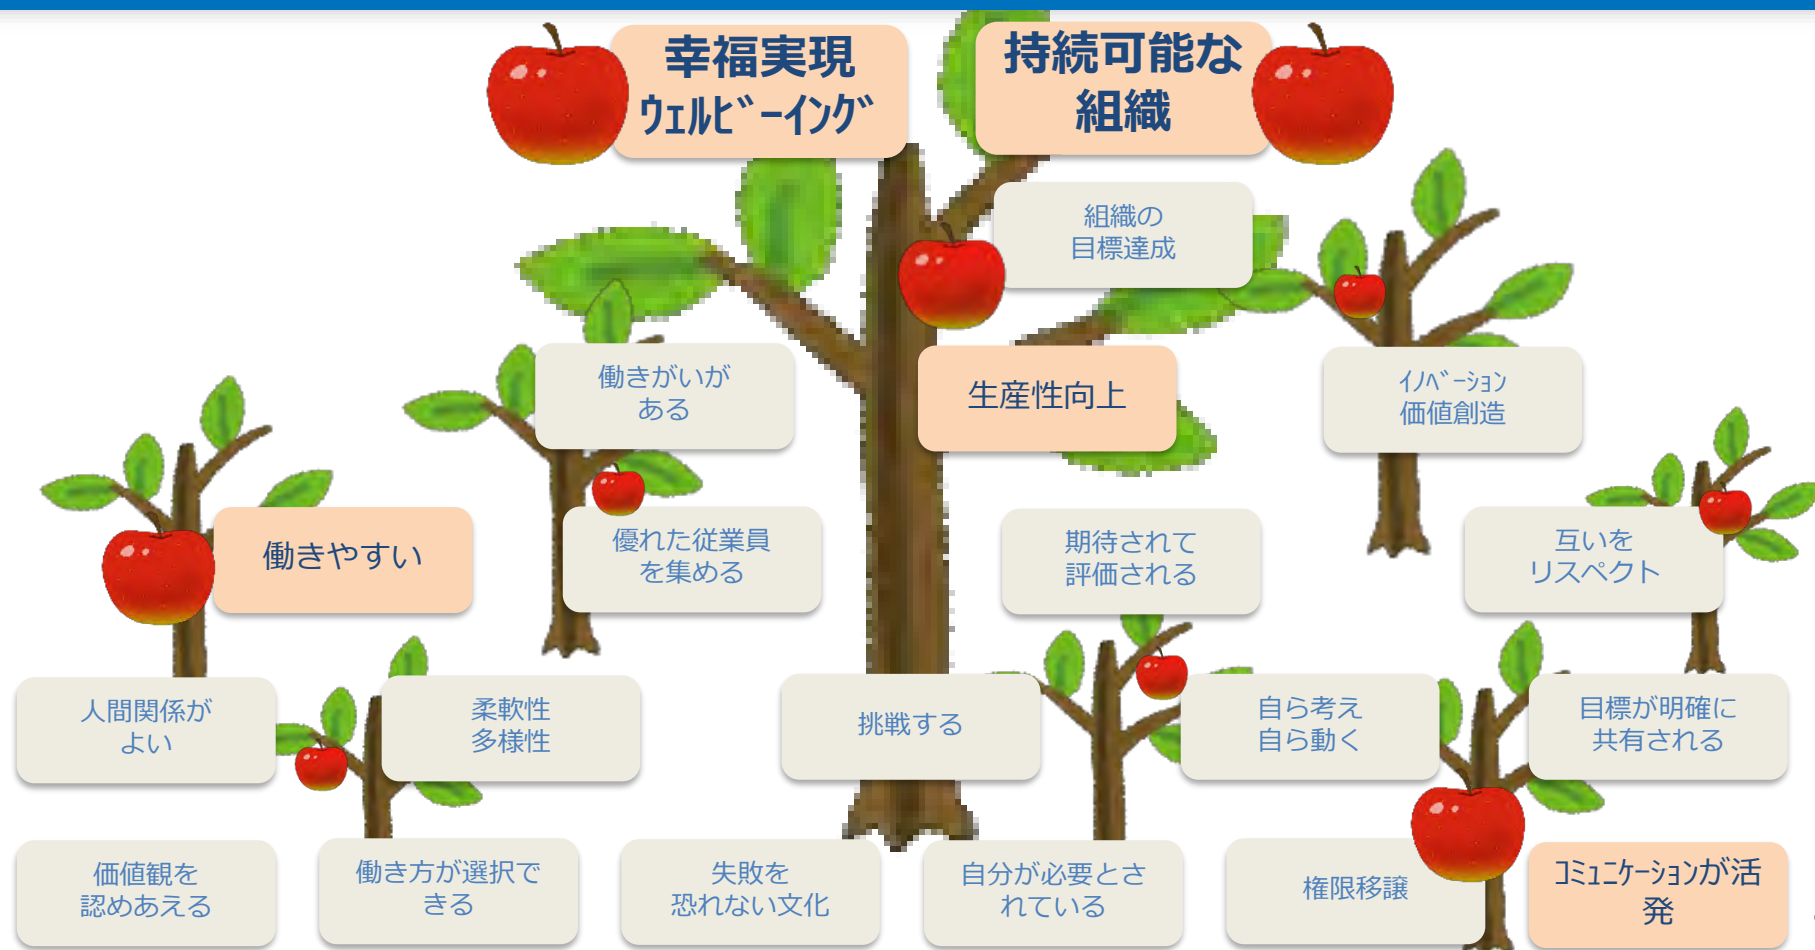 幸福実現
ｳｪﾙﾋﾞｰｲﾝｸﾞ
持続可能な
組織
組織の
目標達成
働きがいが
ある
生産性向上
ｲﾉﾍﾞｰｼｮﾝ
価値創造
働きやすい
優れた従業員
を集める
期待されて
評価される
互いを
リスペクト
人間関係が
よい
柔軟性
多様性
挑戦する
自ら考え
自ら動く
目標が明確に
共有される
価値観を
認めあえる
働き方が選択で
きる
失敗を
恐れない文化
自分が必要とさ
れている
権限移譲
ｺﾐｭﾆｹｰｼｮﾝが活
発